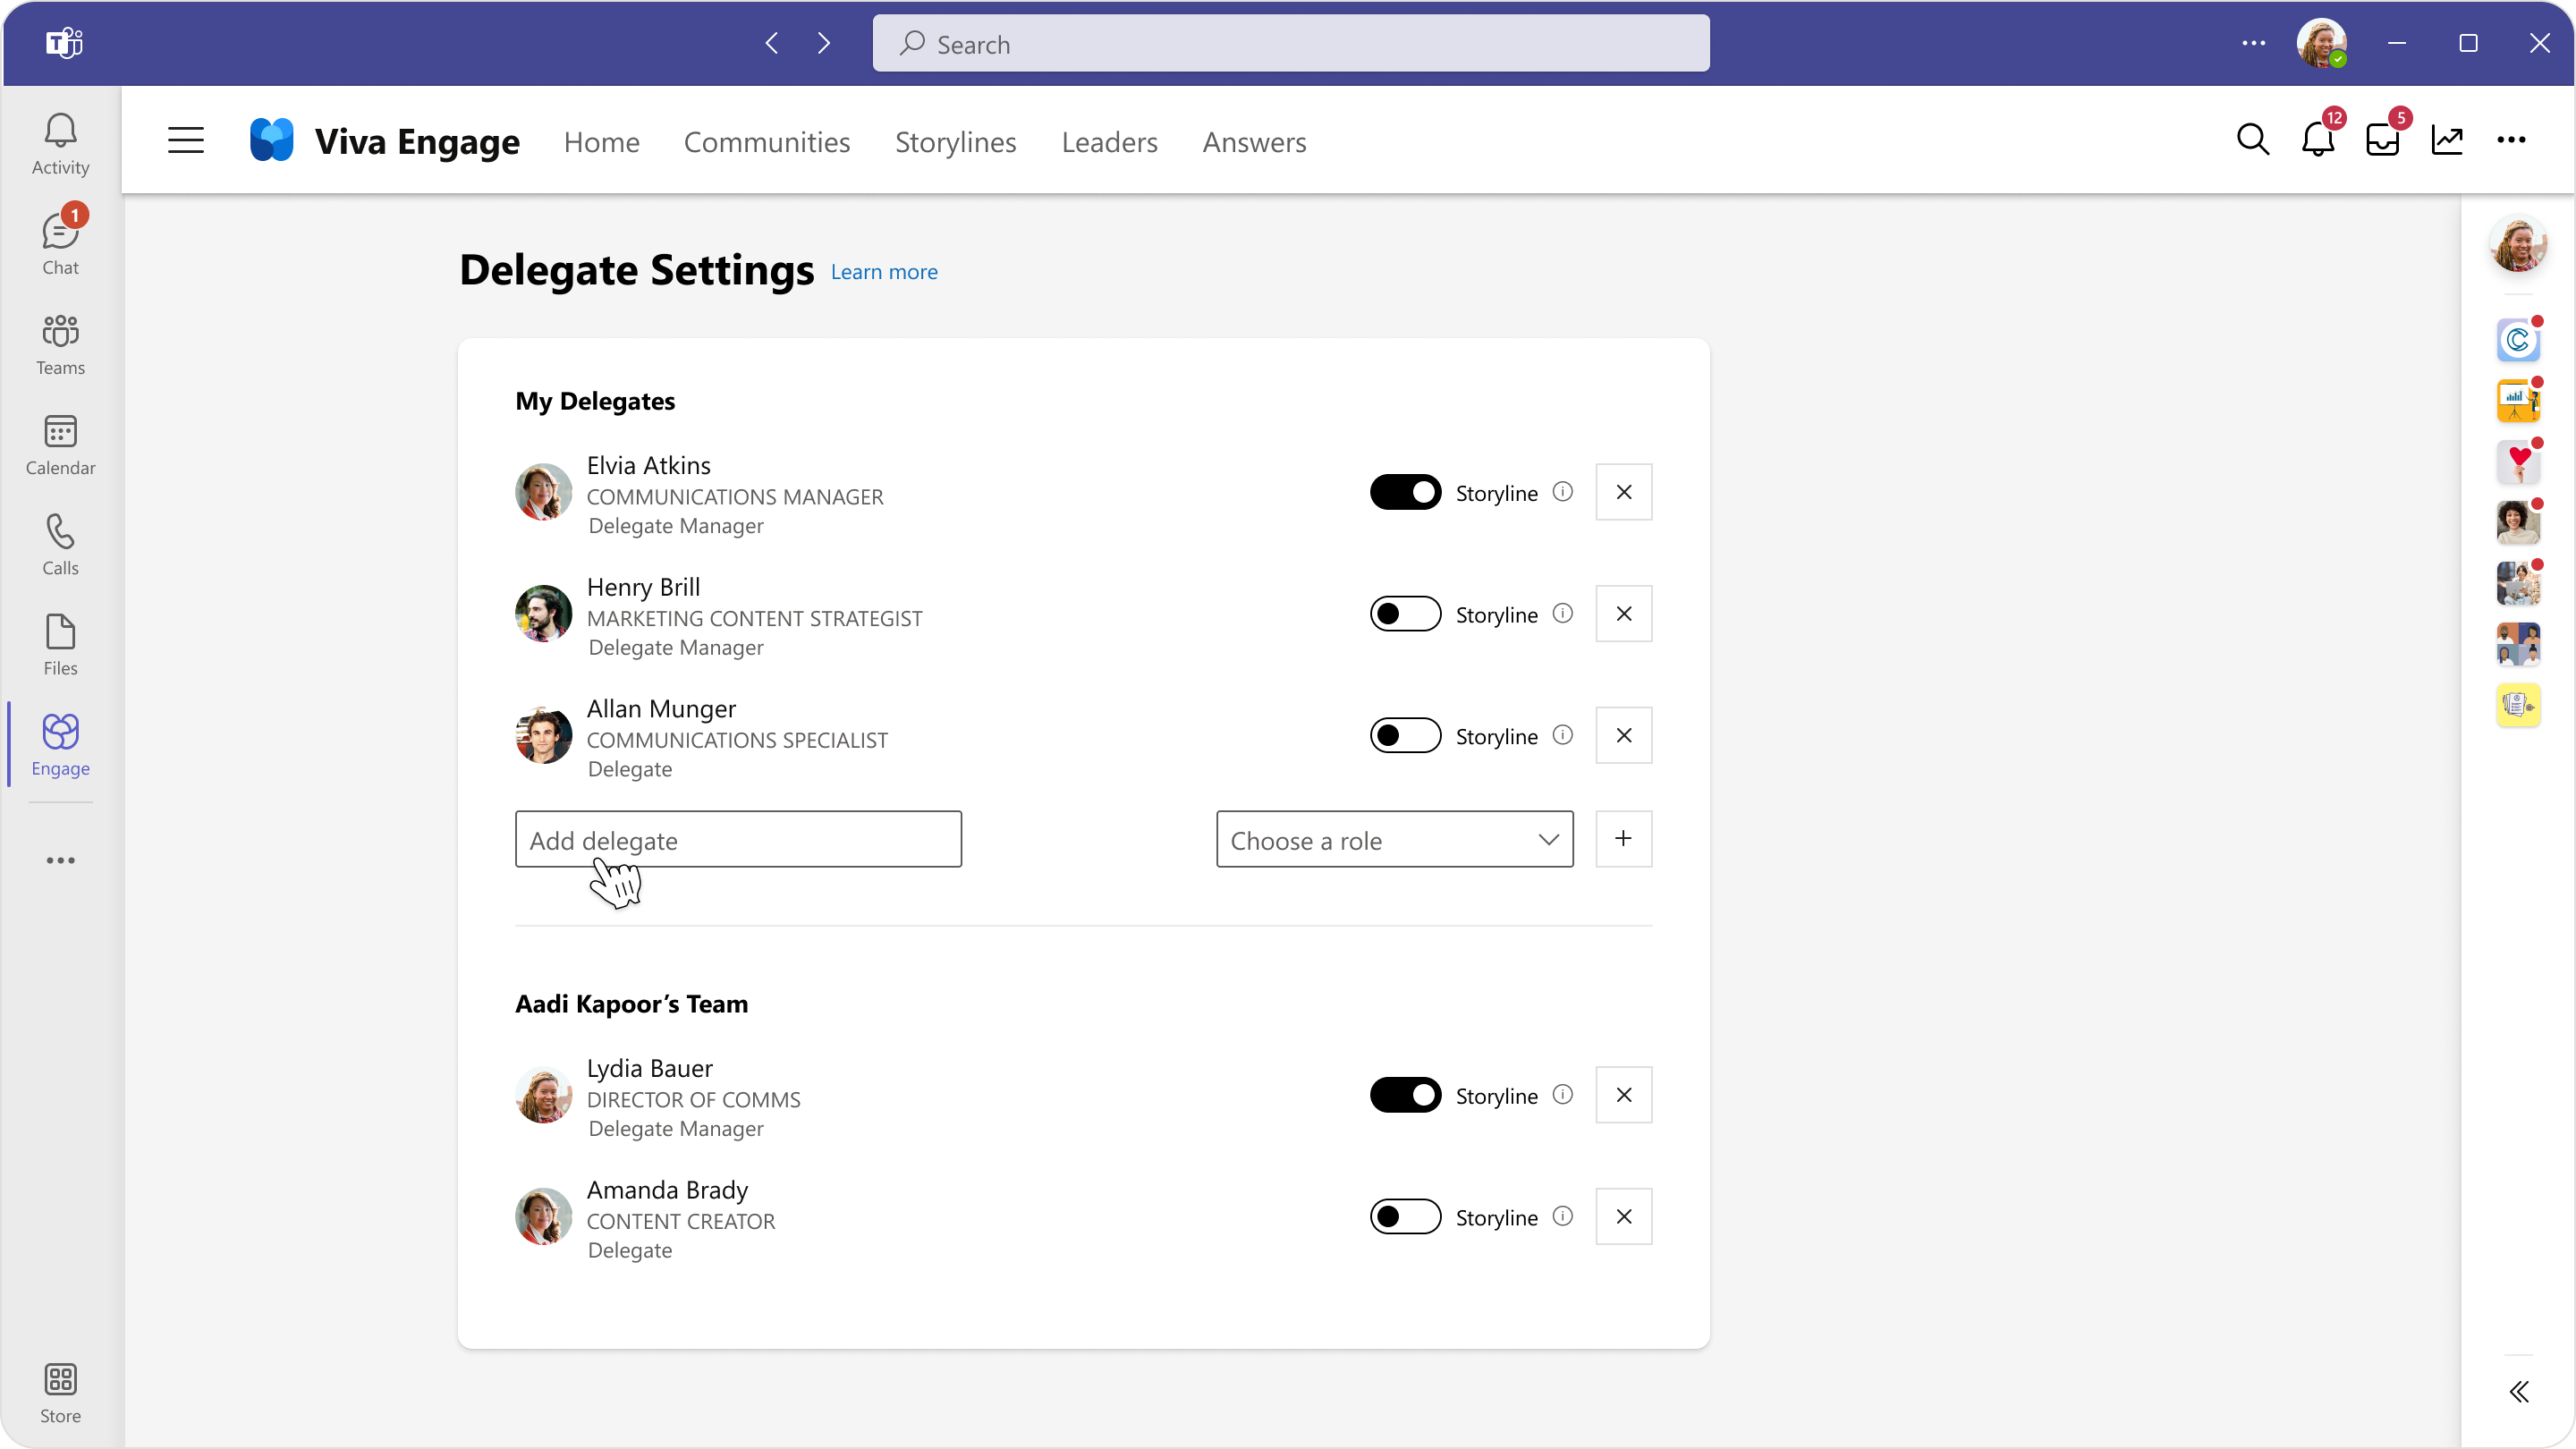 Search
Activity
1
Chat
Teams
Calendar
Calls
Files
Engage
Store
Viva Engage
Home
Communities
Storylines
Leaders
Answers
12
5
Delegate Settings
Learn more
My Delegates
Elvia Atkins
COMMUNICATIONS MANAGER
Delegate Manager
Storyline
Henry Brill
MARKETING CONTENT STRATEGIST
Delegate Manager
Storyline
Allan Munger
COMMUNICATIONS SPECIALIST
Delegate
Storyline
Add delegate
Choose a role
Aadi Kapoor’s Team
Lydia Bauer
DIRECTOR OF COMMS
Delegate Manager
Storyline
Amanda Brady
CONTENT CREATOR
Delegate
Storyline